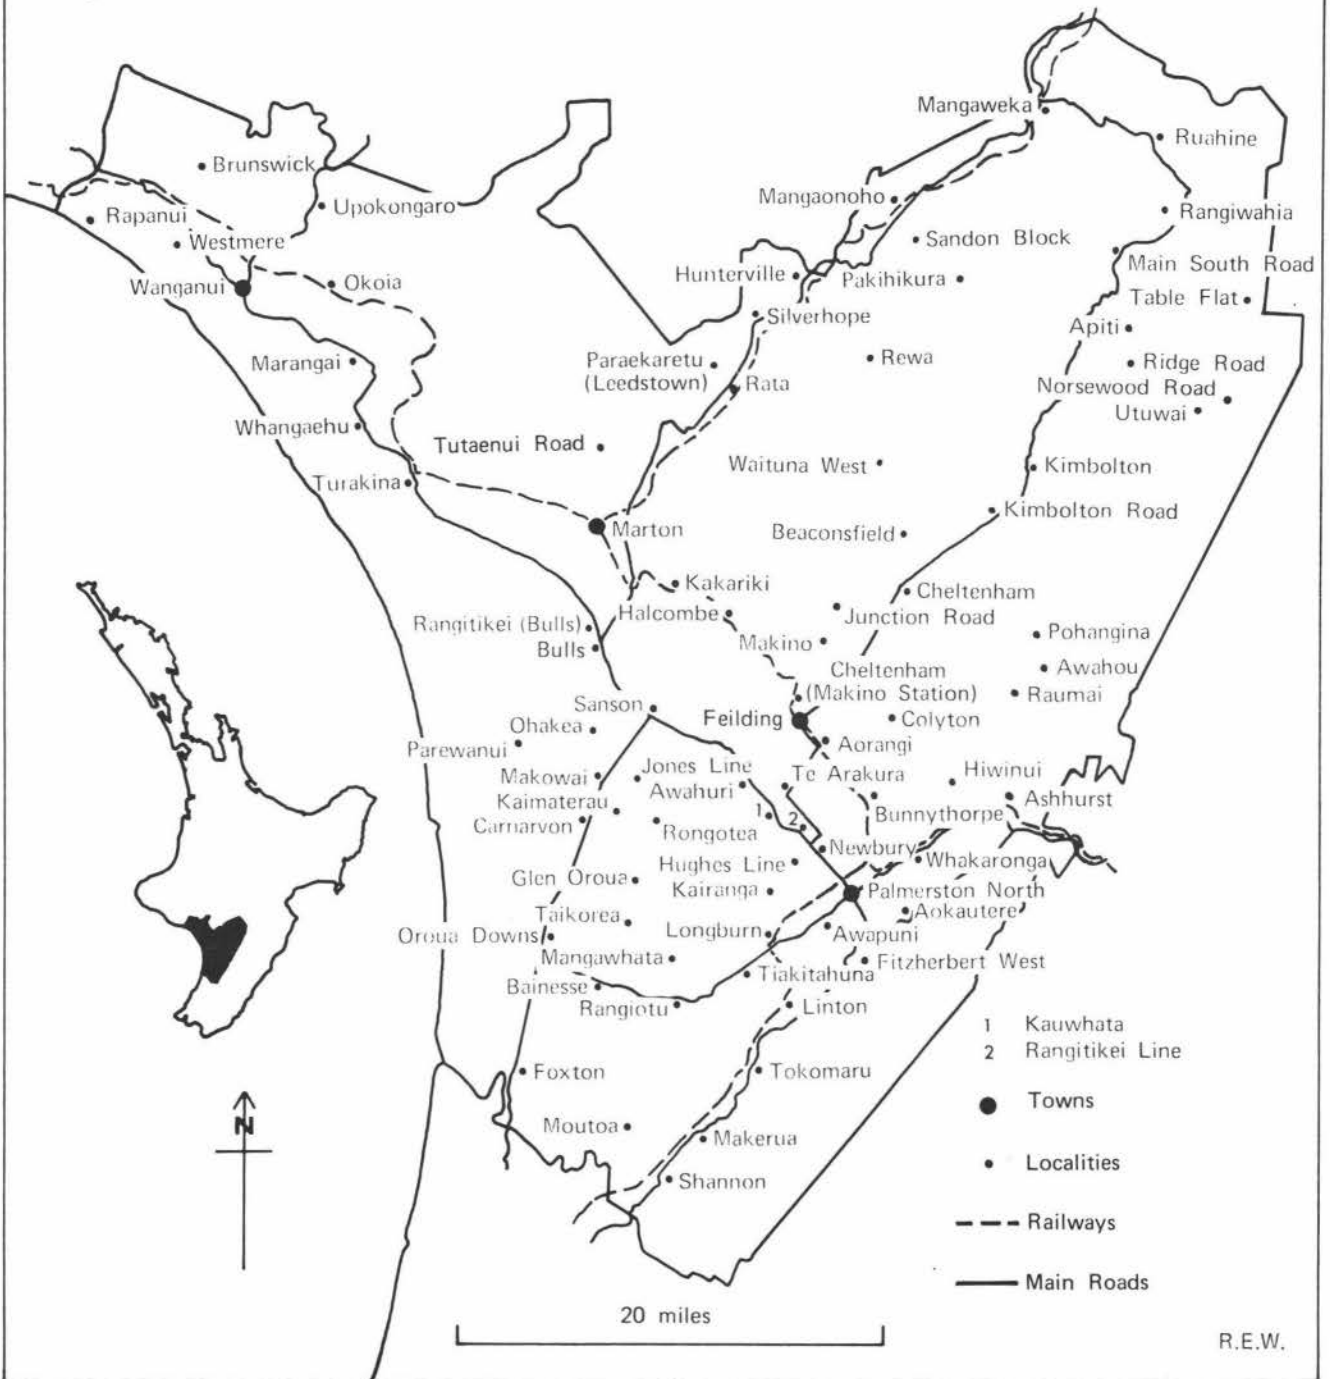 Mangaweka
Ruahine
Brunswick
Mangaonoho
Upokongaro
Rapanui
Rangiwahia
Westmere
Sandon Block
Main South Road
Hunterville
Pakihikura
Okoia
Wanganui
Table Flat
Silverhope
Apiti
Paraekaretu
(Leedstown)
Rewa
Marangai
Ridge Road
Rata
Norsewood Road
Utuwai
Whangaehu
Tutaenui Road
Waituna West
Kimbolton
Turakina
Kimbolton Road
Marton
Beaconsfield
Kakariki
Cheltenham
Halcombe
Junction Road
Rangitikei (Bulls)
Pohangina
Makino
Bulls
Awahou
Cheltenham
(Makino Station)
Raumai
Sanson
Feilding
Colyton
Ohakea
Aorangi
Parewanui
Jones Line
Te Arakura
Hiwinui
Makowai
Awahuri
Ashhurst
Kaimaterau
1
2
Bunnythorpe
Carnarvon
Rongotea
Newbury
Hughes Line
Whakaronga
Glen Oroua
Kairanga
Palmerston North
Aokautere
Taikorea
Longburn
Awapuni
Oroua Downs
Mangawhata
Fitzherbert West
Tiakitahuna
Bainesse
Rangiotu
Linton
Foxton
Tokomaru
Moutoa
Makerua
Shannon
1 Kauwhata
2 Rangitikei Line
Towns
Localities
Railways
Main Roads
N
20 miles
R.E.W.